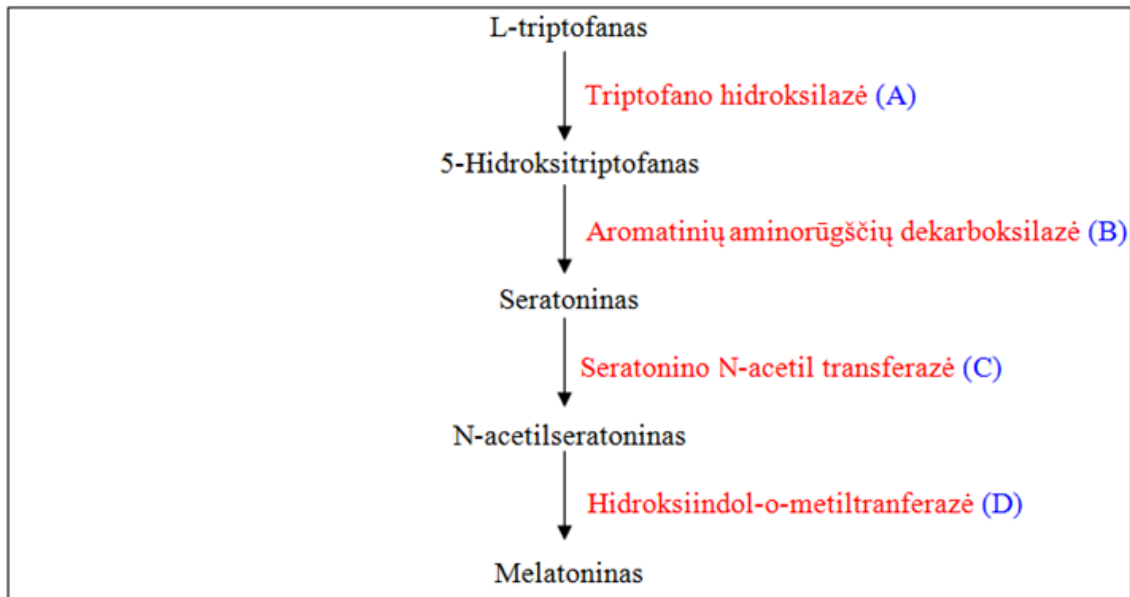 L-triptofanas
Triptofano hidroksilazė (A)
5-Hidroksitriptofanas
Aromatinių aminorūgščių dekarboksilazė (B)
Seratoninas
Seratonino N-acetil transferazė (C)
N-acetilseratoninas
Hidroksiindol-o-metiltranferazė (D)
Melatoninas